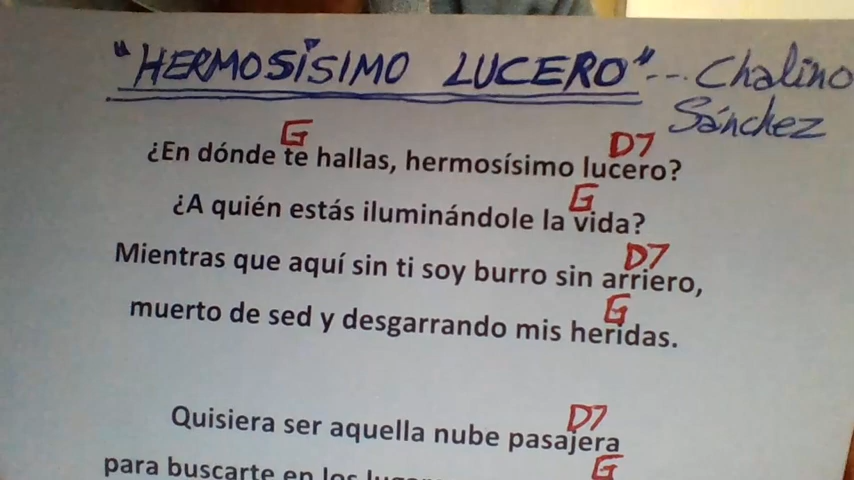 "HERMOSÍSIMO LUCERO"--- Chalino Sánchez
G D7
¿En dónde te hallas, hermosísimo lucero?
G
¿A quién estás iluminándole la vida?
D7
Mientras que aquí sin ti soy burro sin arriero,
G
muerto de sed y desgarrando mis heridas.
D7
Quisiera ser aquella nube pasajera
G
para buscarte en los